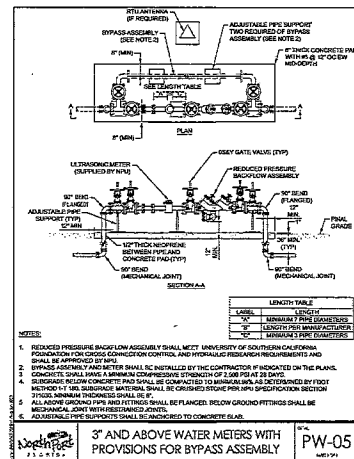 RTU ANTENNA
(IF REQUIRED)
BYPASS ASSEMBLY
(SEE NOTE 2)
ADJUSTABLE PIPE SUPPORT
TWO REQUIRED OF BYPASS
ASSEMBLY (SEE NOTE 2)
8" (MIN)
6" THICK CONCRETE PAD
WITH #5 @ 12" OC EW
MID-DEPTH
SEE LENGTH TABLE
"A" "B" "C"
A
A
8" (MIN)
PLAN
ULTRASONIC METER
(SUPPLIED BY NPU)
OS&Y GATE VALVE (TYP)
REDUCED PRESSURE
BACKFLOW ASSEMBLY
90° BEND
(FLANGED)
90° BEND
(FLANGED)
12"
MIN.
ADJUSTABLE PIPE
SUPPORT (TYP)
12" MIN
FINAL
GRADE
36" MIN
(TYP)
1/2" THICK NEOPRENE
BETWEEN PIPE AND
CONCRETE PAD (TYP)
12"
MIN.
90° BEND
(MECHANICAL JOINT)
90° BEND
(MECHANICAL JOINT)
SECTION A-A
LENGTH TABLE
LABEL LENGTH
"A" MINIMUM 7 PIPE DIAMETERS
"B" LENGTH PER MANUFACTURER
"C" MINIMUM 3 PIPE DIAMETERS
NOTES:
1. REDUCED PRESSURE BACKFLOW ASSEMBLY SHALL MEET UNIVERSITY OF SOUTHERN CALIFORNIA
FOUNDATION FOR CROSS CONNECTION CONTROL AND HYDRAULIC RESEARCH REQUIREMENTS AND
SHALL BE APPROVED BY NPU.
2. BYPASS ASSEMBLY AND METER SHALL BE INSTALLED BY THE CONTRACTOR IF INDICATED ON THE PLANS.
3. CONCRETE SHALL HAVE A MINIMUM COMPRESSIVE STRENGTH OF 2,500 PSI AT 28 DAYS.
4. SUBGRADE BELOW CONCRETE PAD SHALL BE COMPACTED TO MINIMUM 98% AS DETERMINED BY FDOT
METHOD T-180. SUBGRADE MATERIAL SHALL BE CRUSHED STONE PER NPU SPECIFICATION SECTION
MINIMUM THICKNESS SHALL BE 6".
5. ALL ABOVE GROUND PIPE AND FITTINGS SHALL BE FLANGED. BELOW GROUND FITTINGS SHALL BE
MECHANICAL JOINT WITH RESTRAINED JOINTS.
6. ADJUSTABLE PIPE SUPPORTS SHALL BE ANCHORED TO CONCRETE SLAB.
NORTH PORT
FLORIDA
3" AND ABOVE WATER METERS WITH
PROVISIONS FOR BYPASS ASSEMBLY
PW-05